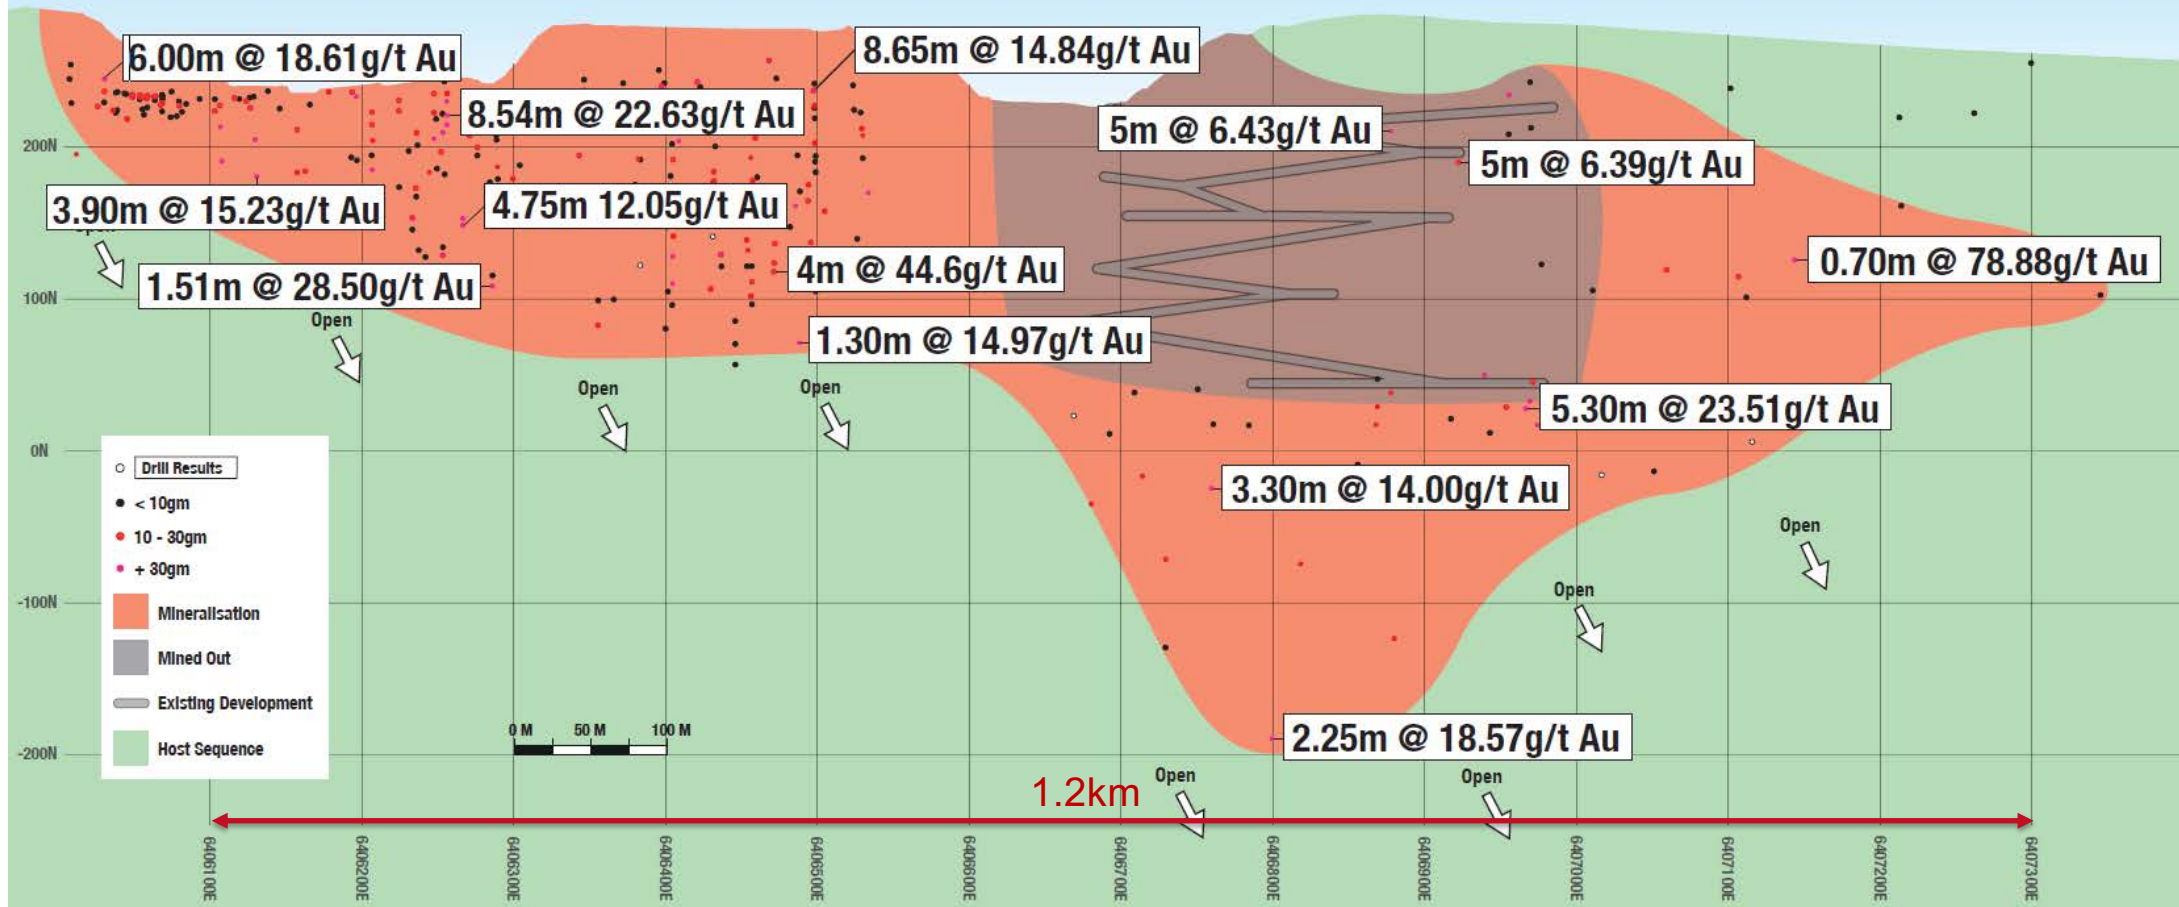 6.00m @ 18.61g/t Au
8.65m @ 14.84g/t Au
8.54m @ 22.63g/t Au
5m @ 6.43g/t Au
5m @ 6.39g/t Au
200N
3.90m @ 15.23g/t Au
4.75m 12.05g/t Au
Open
0.70m @ 78.88g/t Au
4m @ 44.6g/t Au
1.51m @ 28.50g/t Au
100N
Open
1.30m @ 14.97g/t Au
Open
Open
5.30m @ 23.51g/t Au
0N
Drill Results
< 10gm
10 - 30gm
+ 30gm
Mineralisation
Mined Out
Existing Development
Host Sequence
3.30m @ 14.00g/t Au
Open
Open
-100N
2.25m @ 18.57g/t Au
0 M 50 M 100 M
-200N
Open
Open
1.2km
6406100E
6406200E
6406300E
6406400E
6406500E
6406600E
6406700E
6406800E
6406900E
6407000E
6407100E
6407200E
6407300E